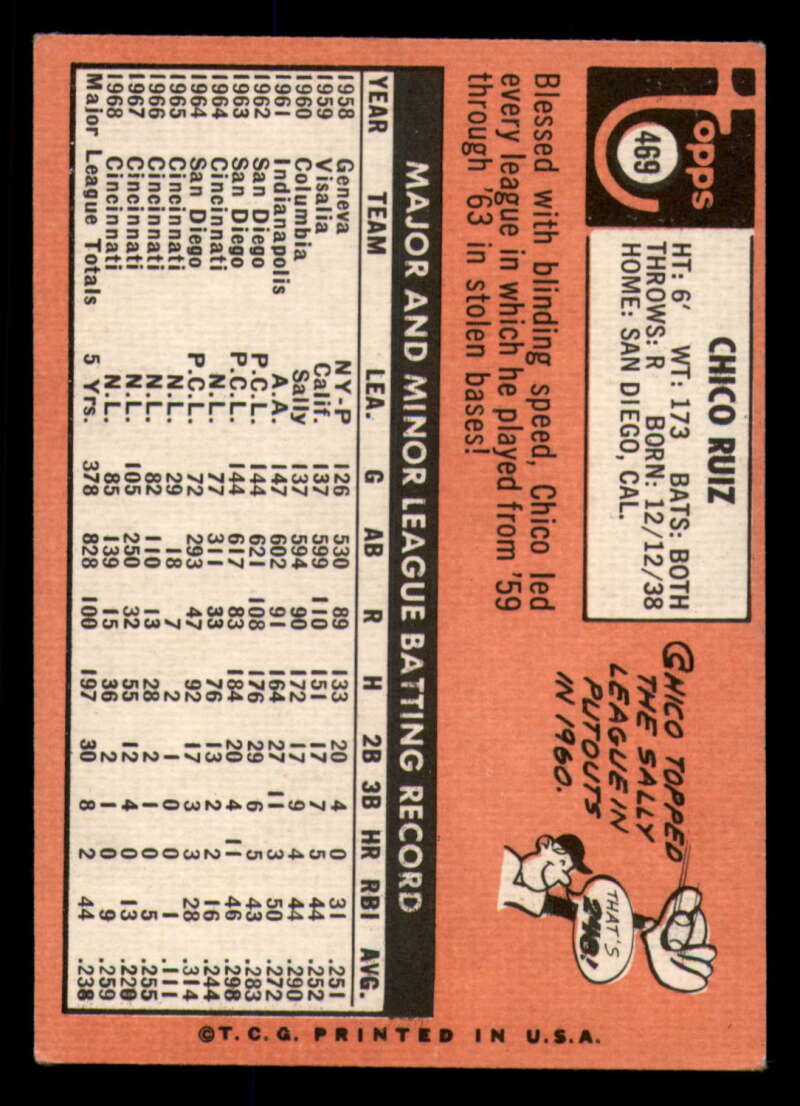 Topps
469
CHICO RUIZ
HT: 6' WT: 173 BATS: BOTH
THROWS: R BORN: 12/12/38
HOME: SAN DIEGO, CAL.
Blessed with blinding speed, Chico led
every league in which he played from '59
through '63 in stolen bases!
CHICO TOPPED
THE SALLY
LEAGUE IN
PUTOUTS
IN 1960.
THAT'S
MAJOR AND MINOR LEAGUE BATTING RECORD
YEAR TEAM LEA. G AB R H 2B 3B HR RBI AVG.
1958 Geneva NY-P 126 530 89 133 20 4 0 31 .251
1959 Visalia Calif. 137 599 110 151 17 7 5 44 .252
1960 Columbia Sally 137 594 90 172 17 9 4 44 .290
1961 Indianapolis A.A. 147 602 91 164 27 11 3 50 .272
1962 San Diego P.C.L. 144 621 108 176 29 6 5 43 .283
1963 San Diego P.C.L. 144 617 83 184 20 4 11 46 .298
1964 Cincinnati N.L. 77 311 33 76 13 2 2 16 .244
1964 San Diego P.C.L. 72 293 47 92 17 3 3 28 .314
1965 Cincinnati N.L. 29 18 7 2 1 0 0 1 .111
1966 Cincinnati N.L. 82 110 13 28 2 1 0 5 .255
1967 Cincinnati N.L. 105 250 32 55 12 4 0 13 .220
1968 Cincinnati N.L. 85 139 15 36 2 1 0 9 .259
Major League Totals 5 Yrs. 378 828 100 197 30 8 2 44 .238
©T.C.G. PRINTED IN U.S.A.